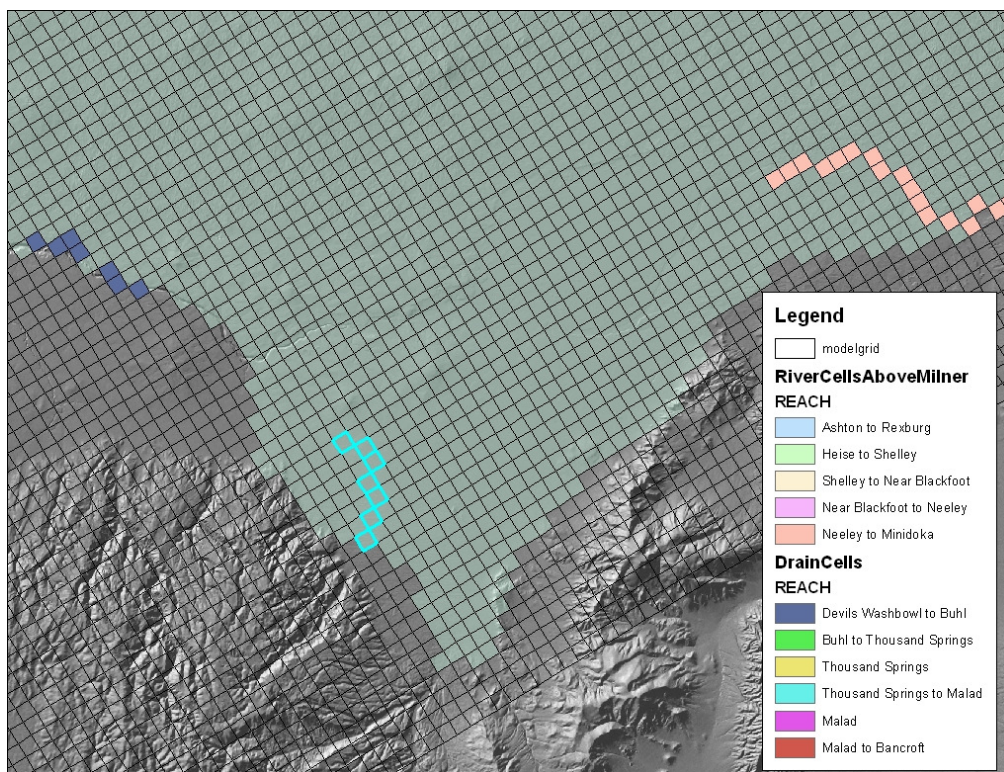 Legend
modelgrid
RiverCellsAboveMilner
REACH
Ashton to Rexburg
Heise to Shelley
Shelley to Near Blackfoot
Near Blackfoot to Neeley
Neeley to Minidoka
DrainCells
REACH
Devils Washbowl to Buhl
Buhl to Thousand Springs
Thousand Springs
Thousand Springs to Malad
Malad
Malad to Bancroft